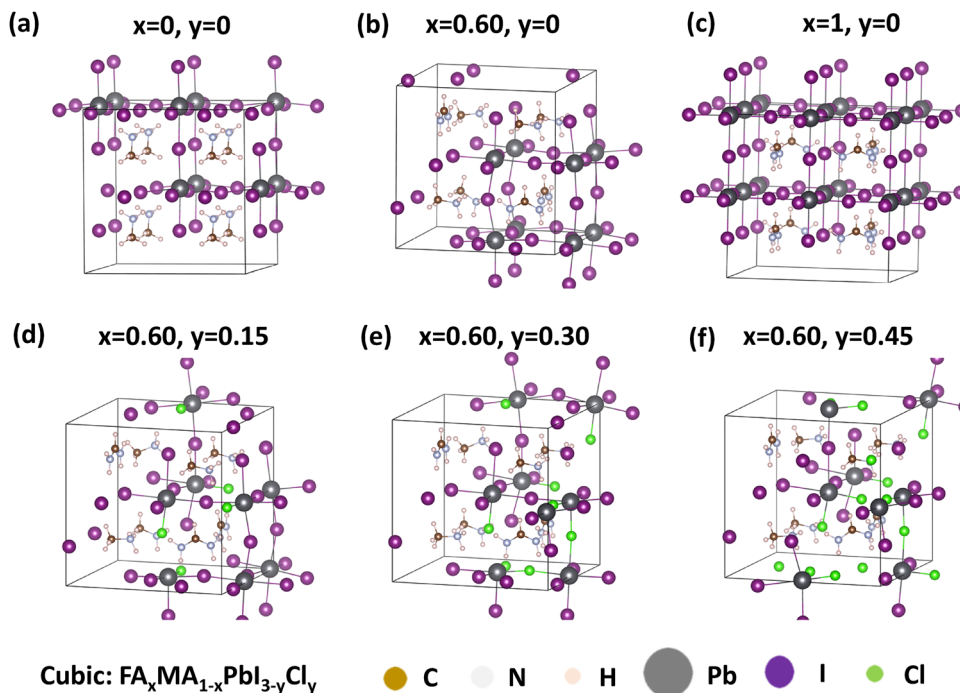 (a) x=0, y=0
(b) x=0.60, y=0
(c) x=1, y=0
(d) x=0.60, y=0.15
(e) x=0.60, y=0.30
(f) x=0.60, y=0.45
Cubic: FAₓMA₁₋ₓPbI₃₋yCly
C N H Pb I Cl